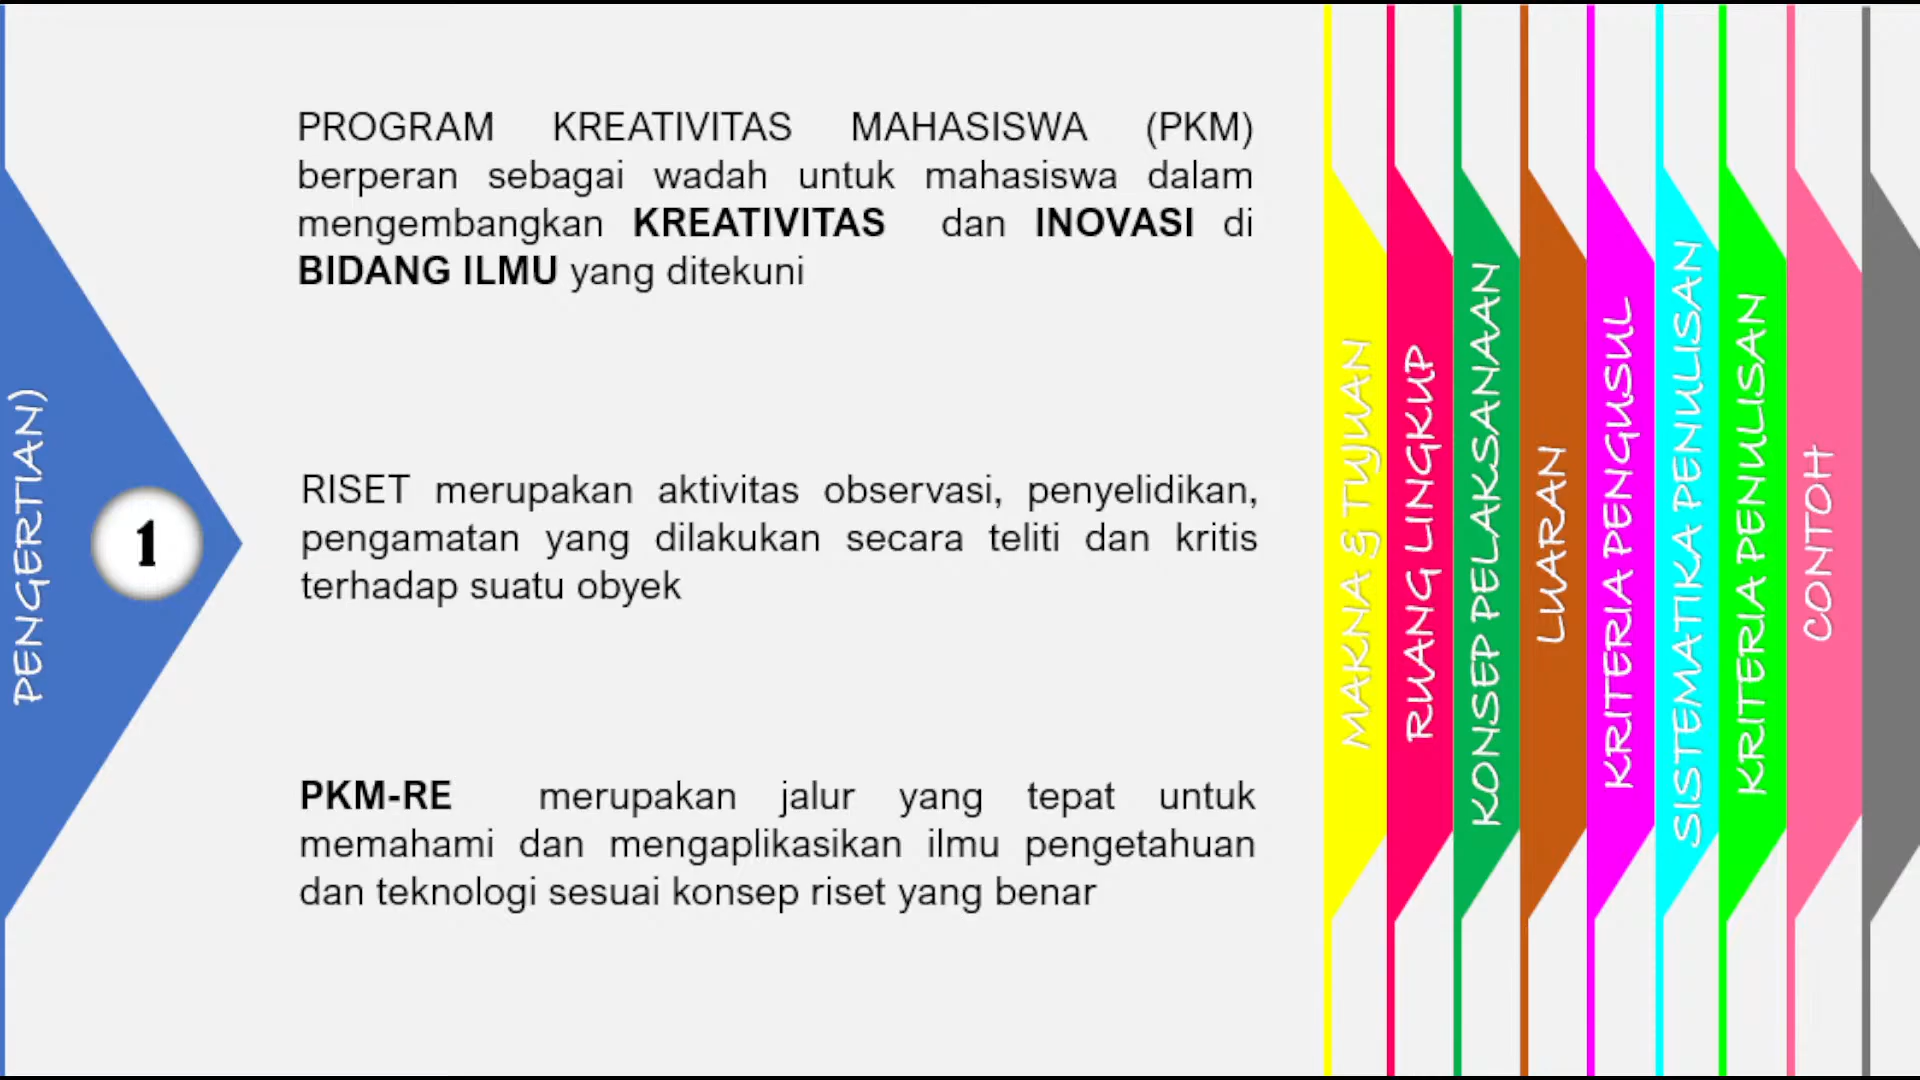 PENGERTIAN)
1
PROGRAM KREATIVITAS MAHASISWA (PKM)
berperan sebagai wadah untuk mahasiswa dalam
mengembangkan KREATIVITAS dan INOVASI di
BIDANG ILMU yang ditekuni
RISET merupakan aktivitas observasi, penyelidikan,
pengamatan yang dilakukan secara teliti dan kritis
terhadap suatu obyek
PKM-RE merupakan jalur yang tepat untuk
memahami dan mengaplikasikan ilmu pengetahuan
dan teknologi sesuai konsep riset yang benar
MAKNA & TUJUAN
RUANG LINGKUP
KONSEP PELAKSANAAN
LUARAN
KRITERIA PENGUSUL
SISTEMATIKA PENULISAN
KRITERIA PENULISAN
CONTOH